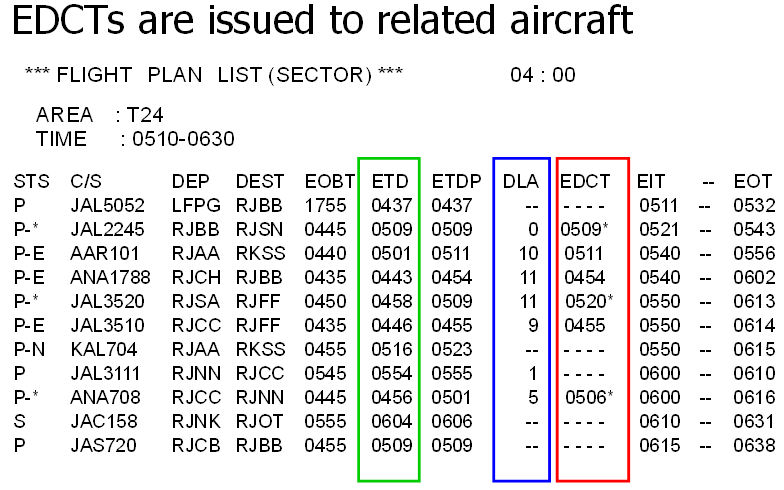 EDCTs are issued to related aircraft
*** FLIGHT PLAN LIST (SECTOR) *** 04 : 00
AREA : T24
TIME : 0510-0630
STS C/S DEP DEST EOBT ETD ETDP DLA EDCT EIT -- EOT
P JAL5052 LFPG RJBB 1755 0437 0437 -- - - - - 0511 -- 0532
P-* JAL2245 RJBB RJSN 0445 0509 0509 0 0509* 0521 -- 0543
P-E AAR101 RJAA RKSS 0440 0501 0511 10 0511 0540 -- 0556
P-E ANA1788 RJCH RJBB 0435 0443 0454 11 0454 0540 -- 0602
P-* JAL3520 RJSA RJFF 0450 0458 0509 11 0520* 0550 -- 0613
P-E JAL3510 RJCC RJFF 0435 0446 0455 9 0455 0550 -- 0614
P-N KAL704 RJAA RKSS 0455 0516 0523 -- - - - - 0550 -- 0615
P JAL3111 RJNN RJCC 0545 0554 0555 1 - - - - 0600 -- 0610
P-* ANA708 RJCC RJNN 0445 0456 0501 5 0506* 0600 -- 0616
S JAC158 RJNK RJOT 0555 0604 0606 -- - - - - 0610 -- 0631
P JAS720 RJCB RJBB 0455 0509 0509 -- - - - - 0615 -- 0638